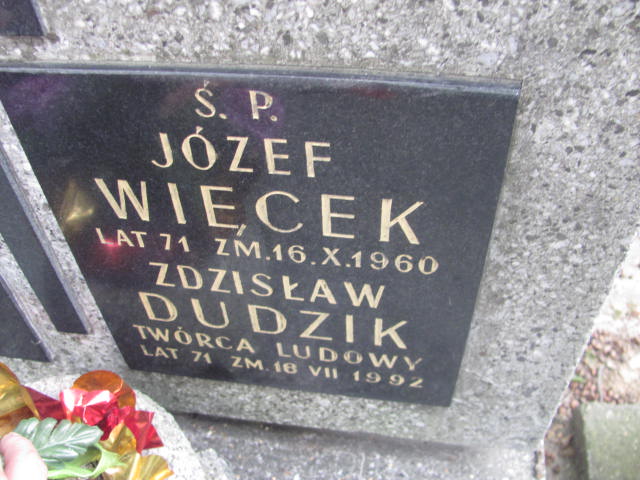 Ś. P.
JÓZEF
WIĘCEK
LAT 71 ZM. 16. X. 1960
ZDZISŁAW
DUDZIK
TWÓRCA LUDOWY
LAT 71 ZM. 18 VII 1992